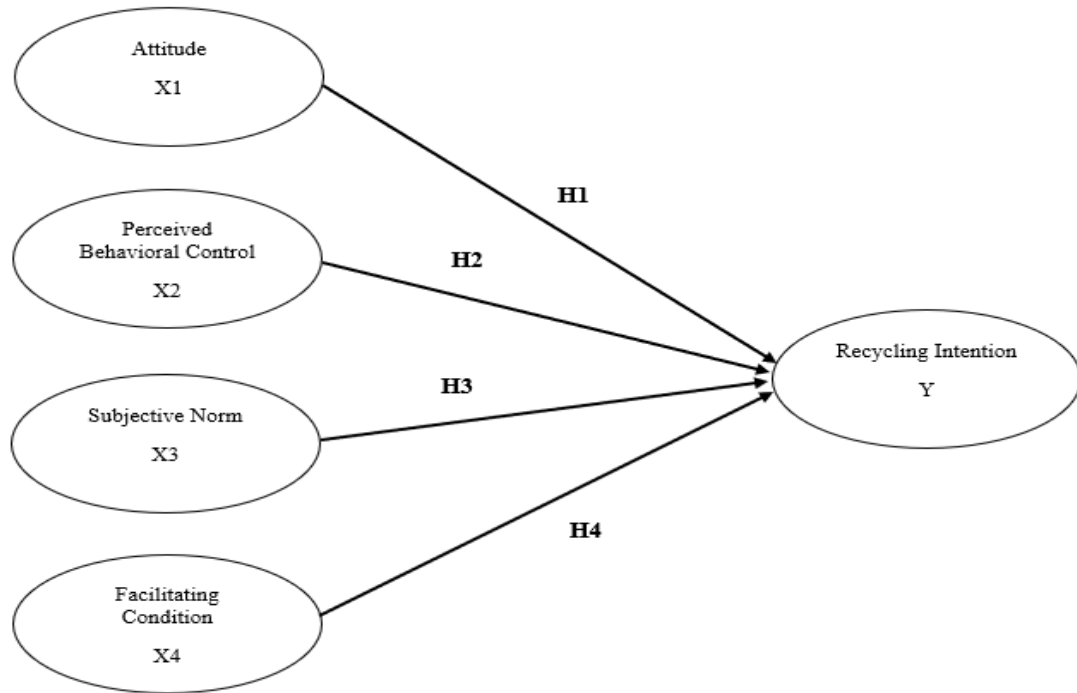 Attitude
X1
H1
Perceived
Behavioral Control
X2
H2
Recycling Intention
Y
Subjective Norm
X3
H3
H4
Facilitating
Condition
X4